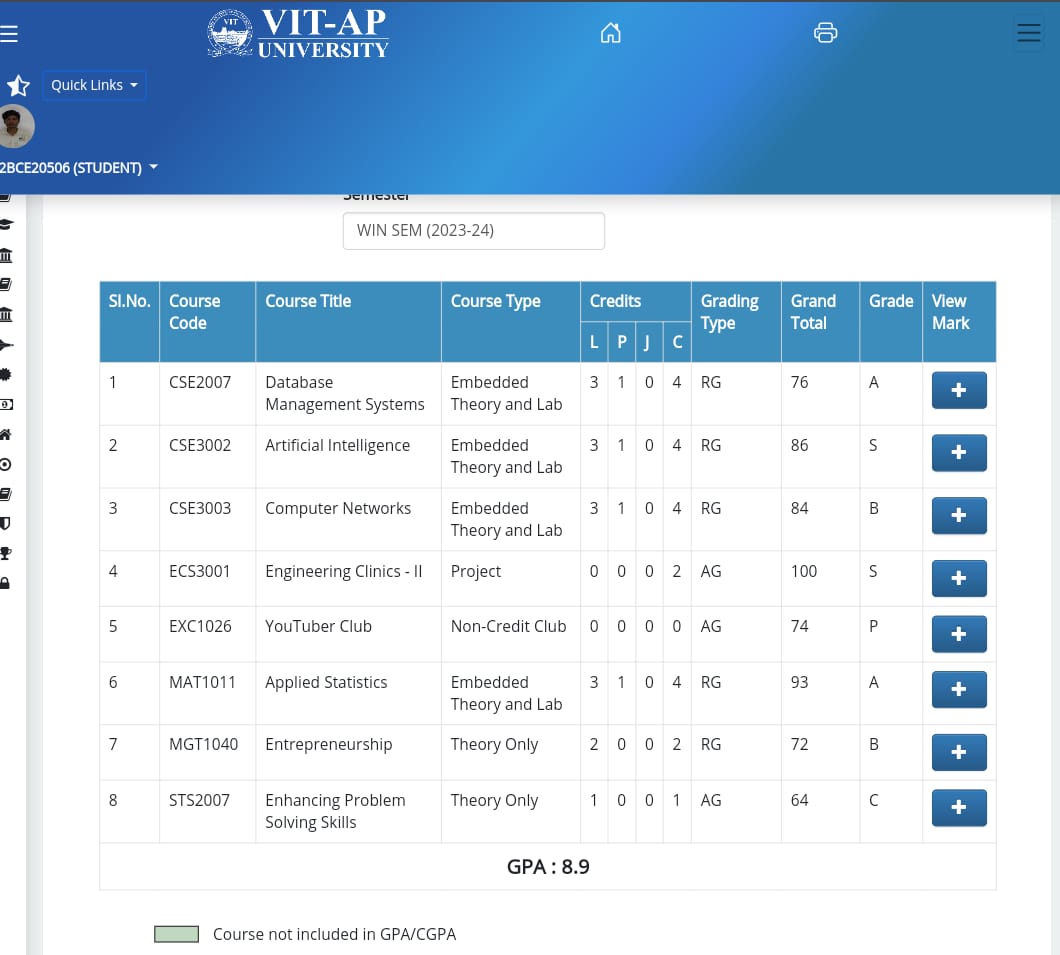 VIT
VIT-AP
UNIVERSITY
Quick Links
2BCE20506 (STUDENT)
Semester
WIN SEM (2023-24)
Sl.No. Course Code Course Title Course Type Credits Grading Type Grand Total Grade View Mark
L P J C
1 CSE2007 Database Management Systems Embedded Theory and Lab 3 1 0 4 RG 76 A
2 CSE3002 Artificial Intelligence Embedded Theory and Lab 3 1 0 4 RG 86 S
3 CSE3003 Computer Networks Embedded Theory and Lab 3 1 0 4 RG 84 B
4 ECS3001 Engineering Clinics - II Project 0 0 0 2 AG 100 S
5 EXC1026 YouTuber Club Non-Credit Club 0 0 0 0 AG 74 P
6 MAT1011 Applied Statistics Embedded Theory and Lab 3 1 0 4 RG 93 A
7 MGT1040 Entrepreneurship Theory Only 2 0 0 2 RG 72 B
8 STS2007 Enhancing Problem Solving Skills Theory Only 1 0 0 1 AG 64 C
GPA : 8.9
Course not included in GPA/CGPA